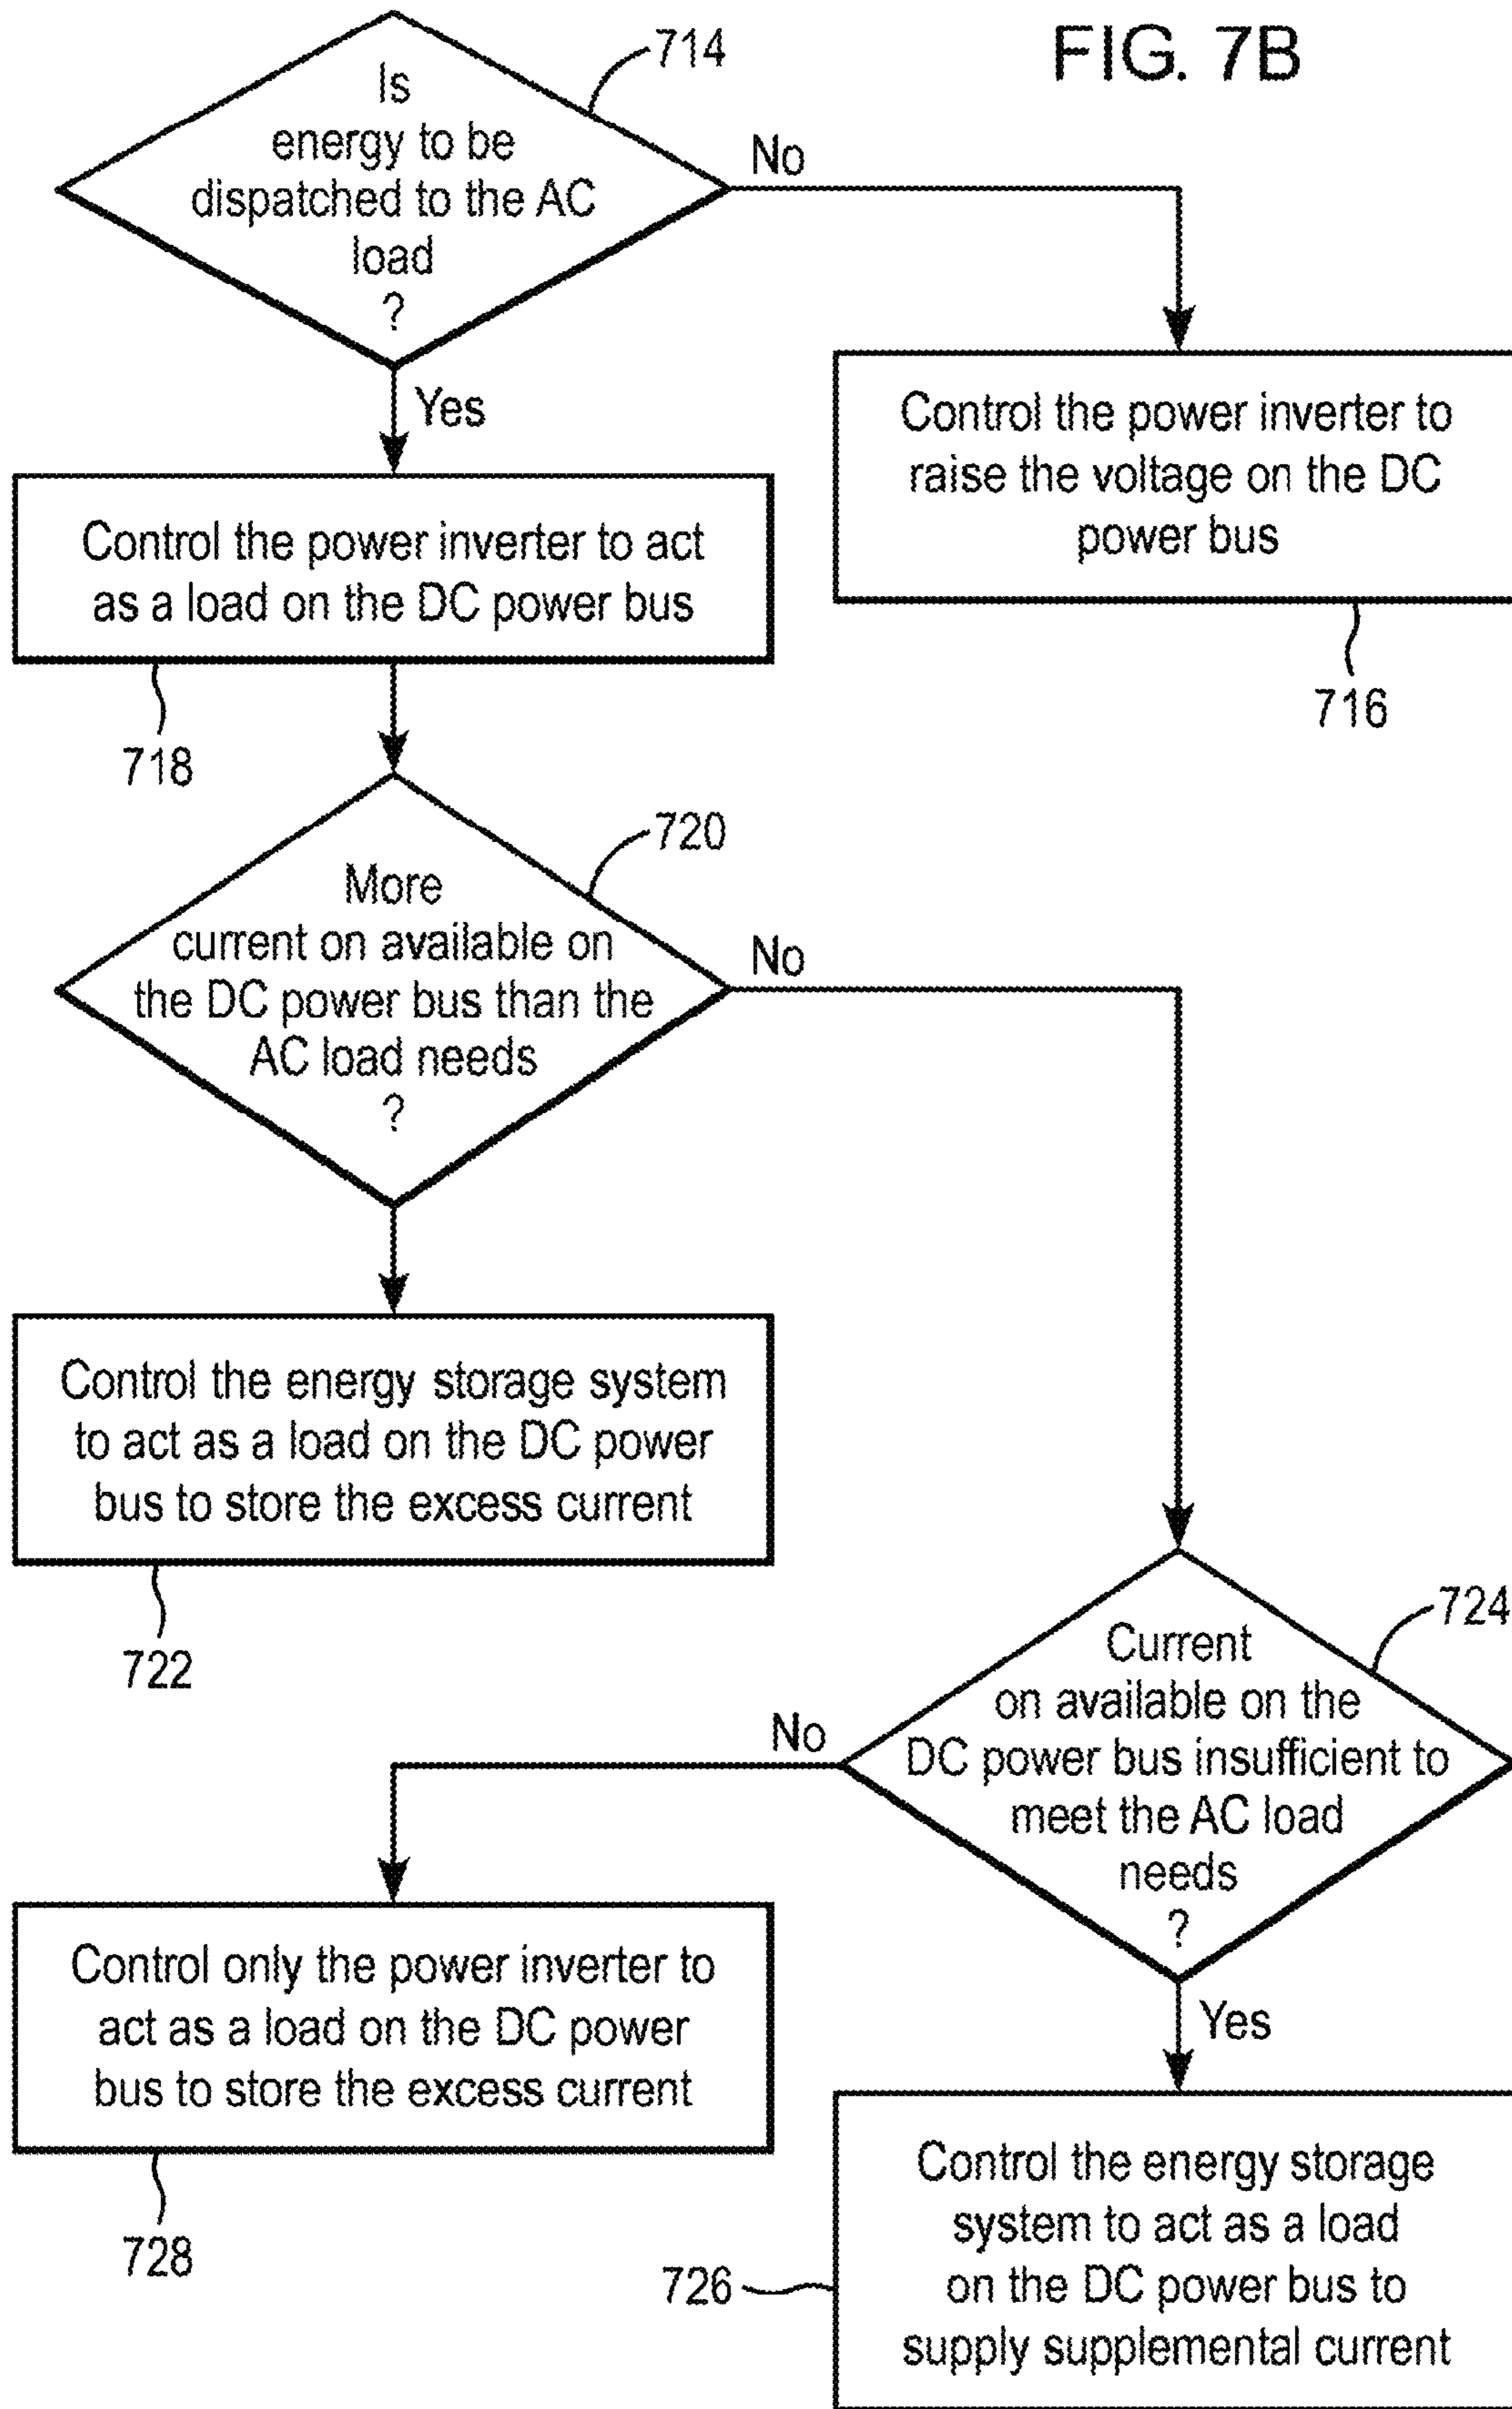 FIG. 7B
714
Is
energy to be
dispatched to the AC
load
?
No
Yes
Control the power inverter to
raise the voltage on the DC
power bus
716
Control the power inverter to act
as a load on the DC power bus
718
720
More
current on available on
the DC power bus than the
AC load needs
?
No
Control the energy storage system
to act as a load on the DC power
bus to store the excess current
722
724
Current
on available on the
DC power bus insufficient to
meet the AC load
needs
?
No
Yes
Control only the power inverter to
act as a load on the DC power
bus to store the excess current
728
Control the energy storage
system to act as a load
on the DC power bus to
supply supplemental current
726